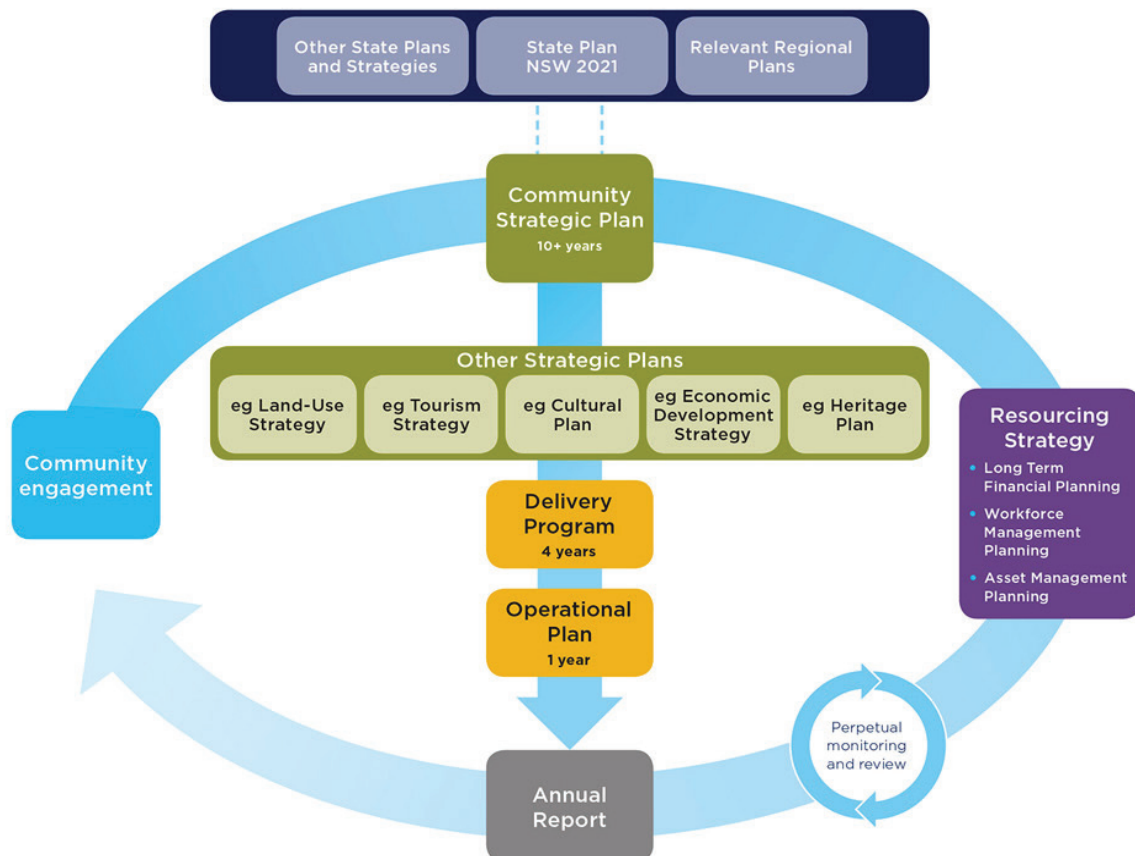 Other State Plans
and Strategies
State Plan
NSW 2021
Relevant Regional
Plans
Community
Strategic Plan
10+ years
Other Strategic Plans
eg Land-Use
Strategy
eg Tourism
Strategy
eg Cultural
Plan
eg Economic
Development
Strategy
eg Heritage
Plan
Community
engagement
Resourcing
Strategy
• Long Term
Financial Planning
• Workforce
Management
Planning
• Asset Management
Planning
Delivery
Program
4 years
Operational
Plan
1 year
Perpetual
monitoring
and review
Annual
Report